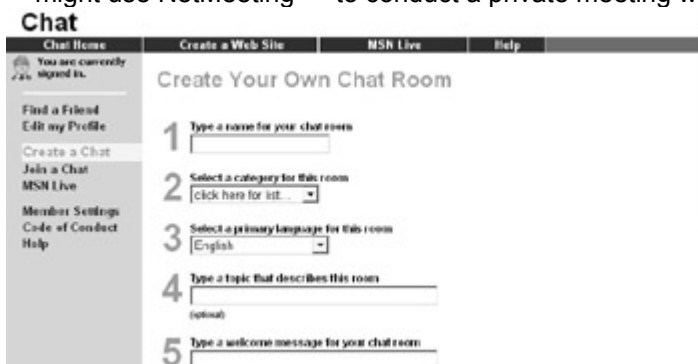 might use NetMeeting to conduct a private meeting w
Chat
Chat Home Create a Web Site MSN Live Help
You are currently
signed in.
Create Your Own Chat Room
Find a Friend
Edit my Profile
Create a Chat
Join a Chat
MSN Live
Member Settings
Code of Conduct
Help
1 Type a name for your chat room
2 Select a category for this room
click here for list...
3 Select a primary language for this room
English
4 Type a topic that describes this room
(optional)
5 Type a welcome message for your chat room